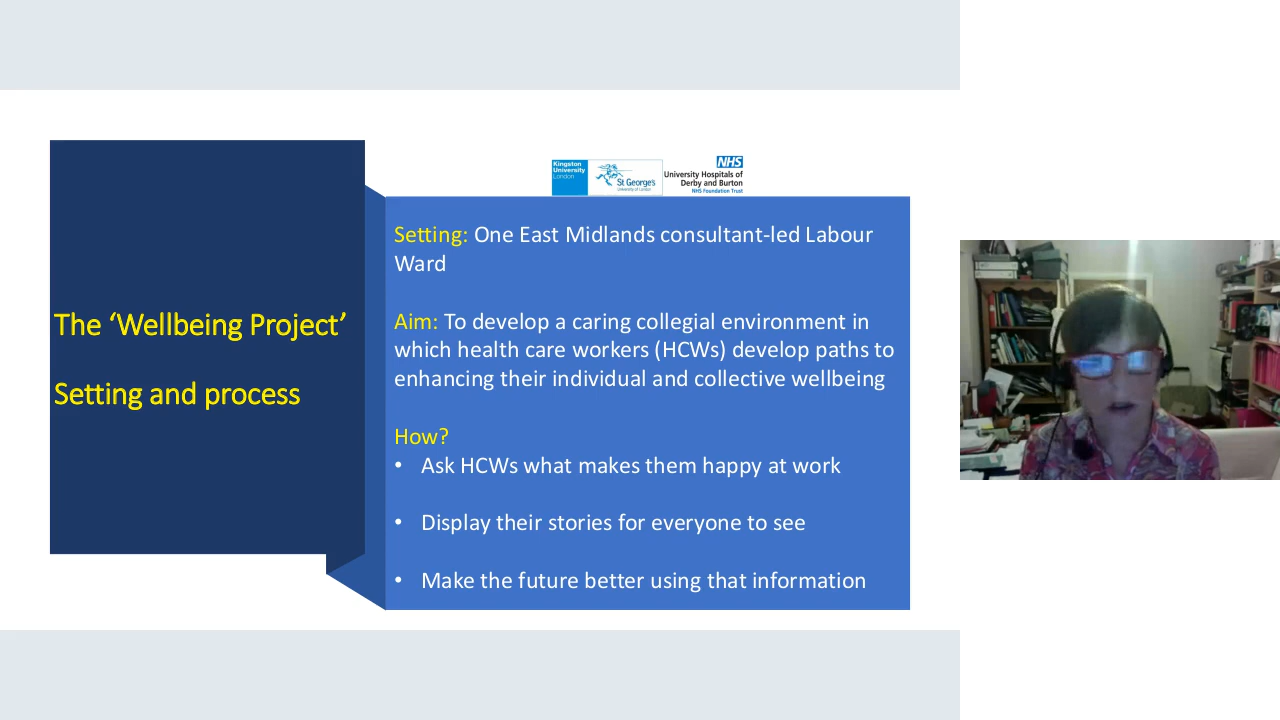 Kingston
University
London
St George's
University of London
NHS
University Hospitals of
Derby and Burton
NHS Foundation Trust
The ‘Wellbeing Project’
Setting and process
Setting: One East Midlands consultant-led Labour
Ward
Aim: To develop a caring collegial environment in
which health care workers (HCWs) develop paths to
enhancing their individual and collective wellbeing
How?
• Ask HCWs what makes them happy at work
• Display their stories for everyone to see
• Make the future better using that information